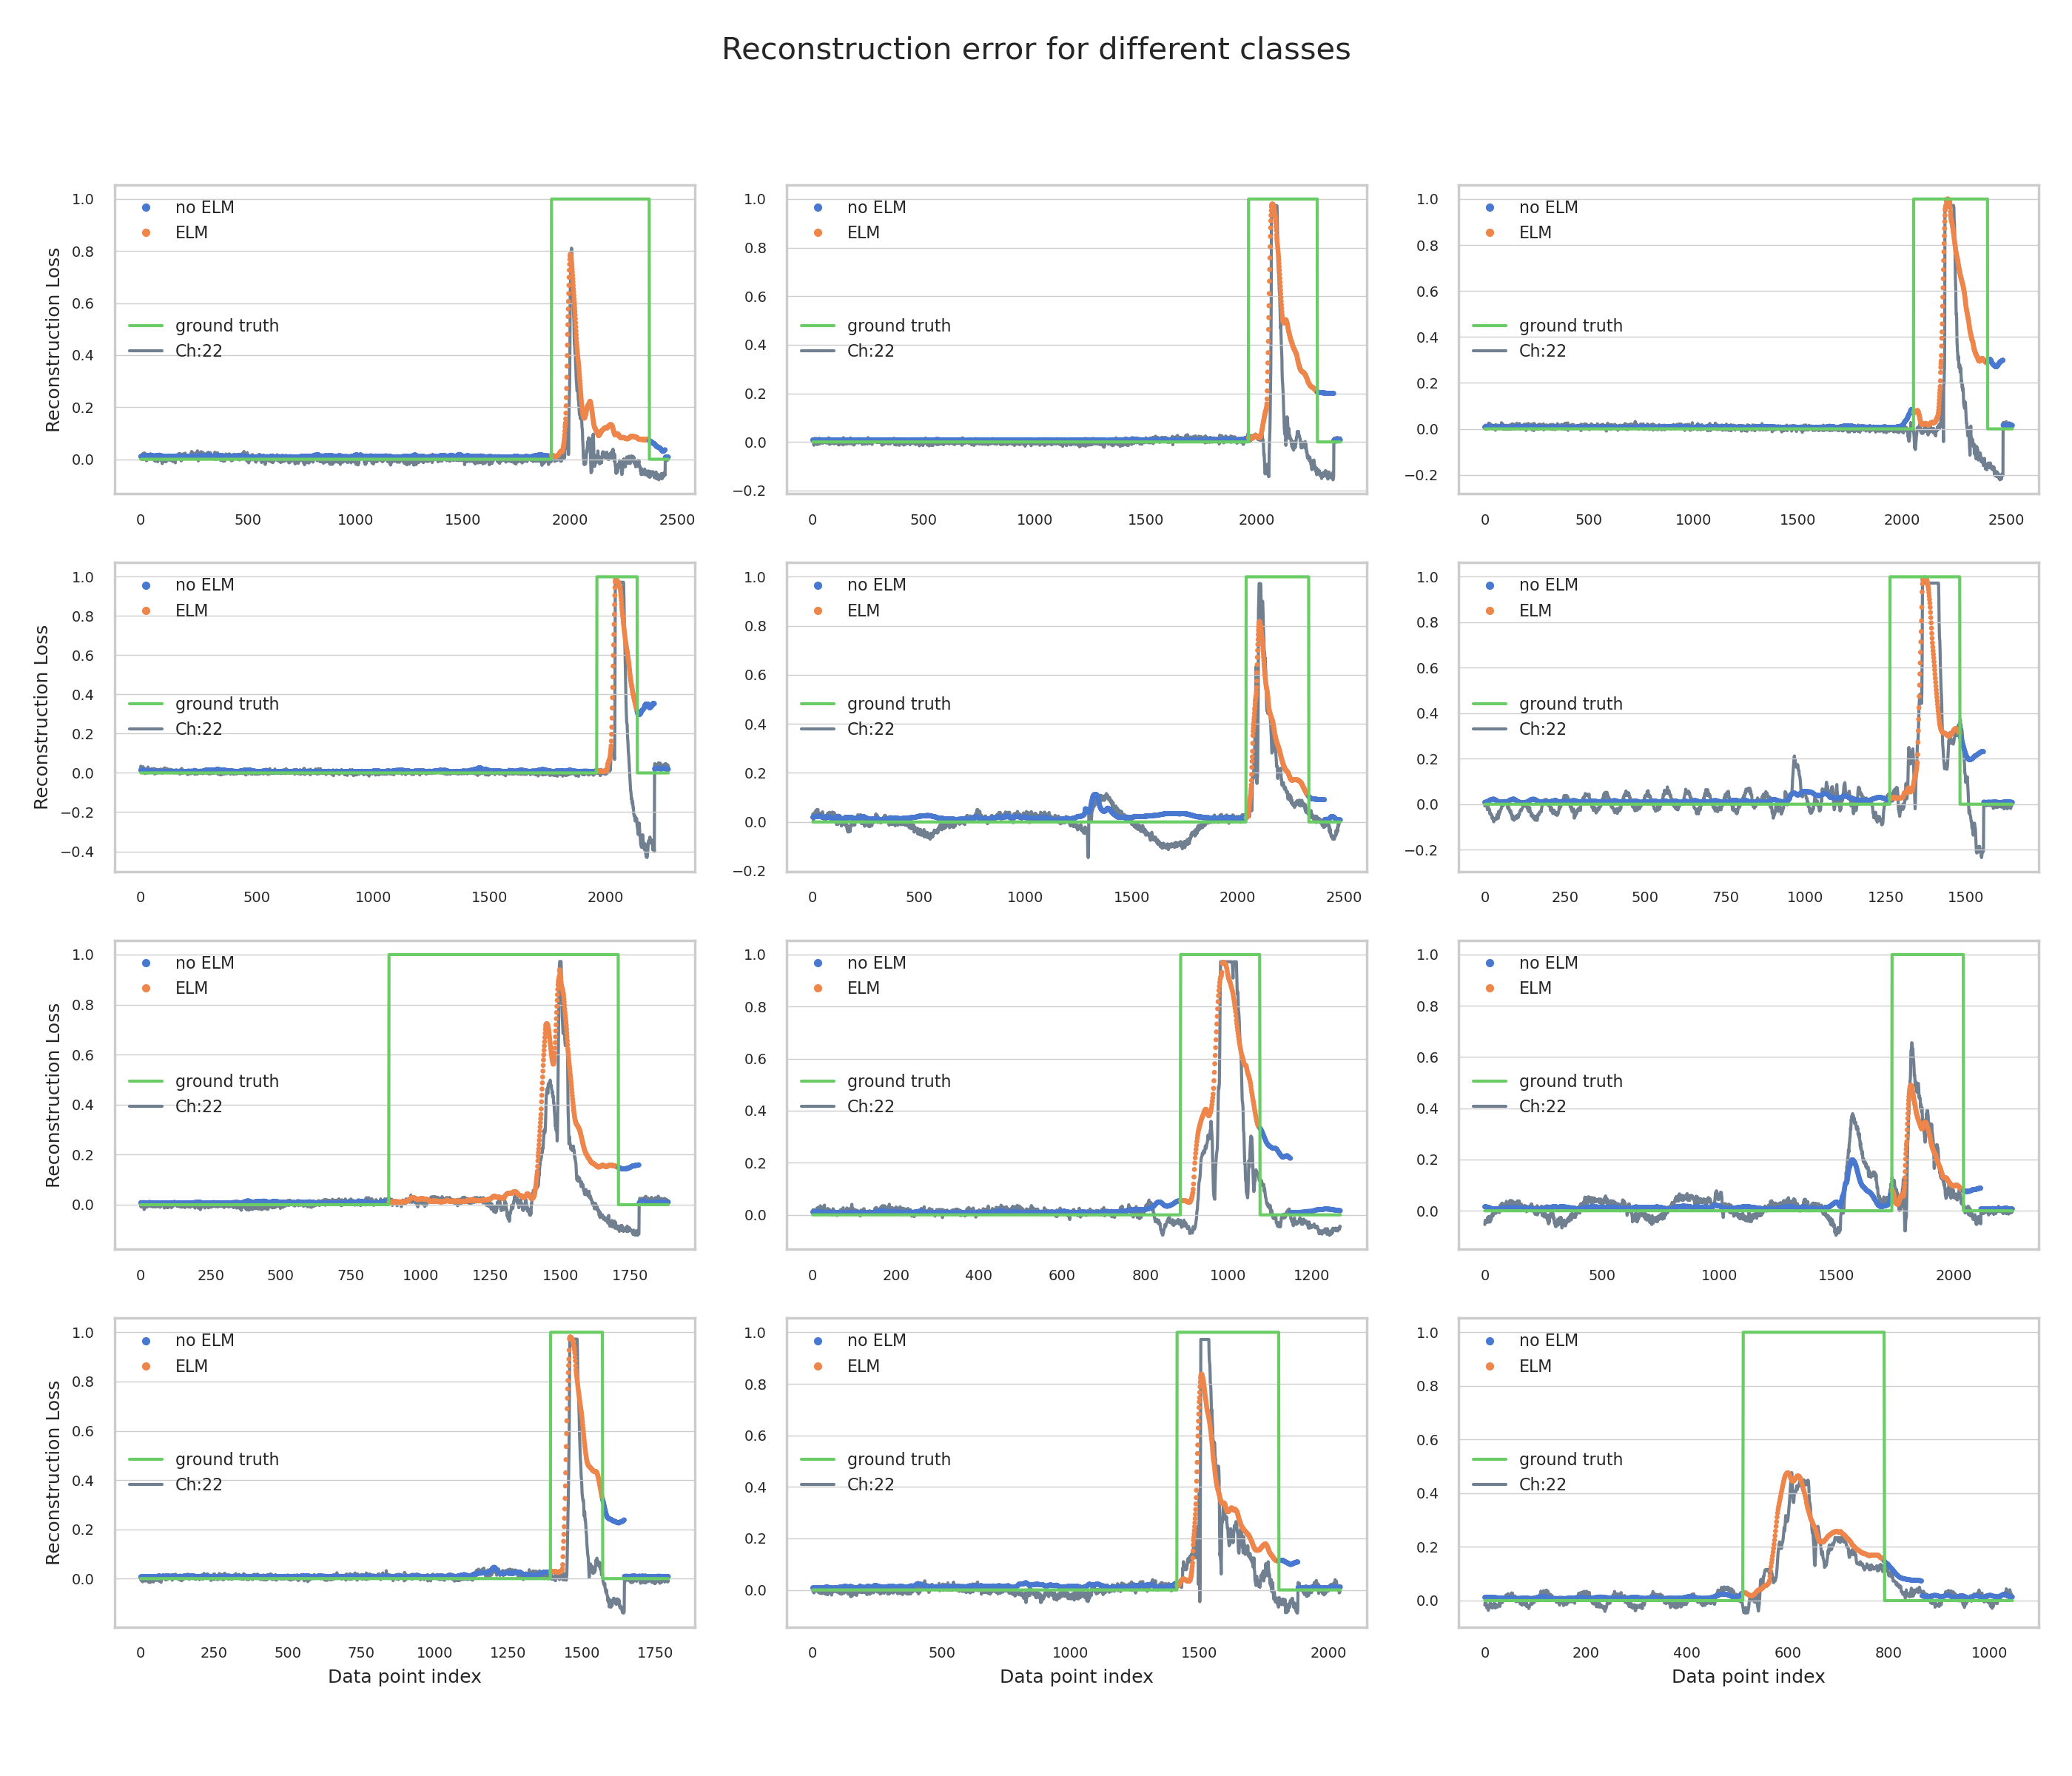 Reconstruction error for different classes
Reconstruction Loss
1.0
0.8
0.6
0.4
0.2
0.0
no ELM
ELM
ground truth
Ch:22
0 500 1000 1500 2000 2500
1.0
0.8
0.6
0.4
0.2
0.0
−0.2
no ELM
ELM
ground truth
Ch:22
0 500 1000 1500 2000
1.0
0.8
0.6
0.4
0.2
0.0
−0.2
no ELM
ELM
ground truth
Ch:22
0 500 1000 1500 2000 2500
Reconstruction Loss
1.0
0.8
0.6
0.4
0.2
0.0
−0.2
−0.4
no ELM
ELM
ground truth
Ch:22
0 500 1000 1500 2000
1.0
0.8
0.6
0.4
0.2
0.0
−0.2
no ELM
ELM
ground truth
Ch:22
0 500 1000 1500 2000 2500
1.0
0.8
0.6
0.4
0.2
0.0
−0.2
no ELM
ELM
ground truth
Ch:22
0 250 500 750 1000 1250 1500
Reconstruction Loss
1.0
0.8
0.6
0.4
0.2
0.0
no ELM
ELM
ground truth
Ch:22
0 250 500 750 1000 1250 1500 1750
1.0
0.8
0.6
0.4
0.2
0.0
no ELM
ELM
ground truth
Ch:22
0 200 400 600 800 1000 1200
1.0
0.8
0.6
0.4
0.2
0.0
no ELM
ELM
ground truth
Ch:22
0 500 1000 1500 2000
Reconstruction Loss
1.0
0.8
0.6
0.4
0.2
0.0
no ELM
ELM
ground truth
Ch:22
0 250 500 750 1000 1250 1500 1750
Data point index
1.0
0.8
0.6
0.4
0.2
0.0
no ELM
ELM
ground truth
Ch:22
0 500 1000 1500 2000
Data point index
1.0
0.8
0.6
0.4
0.2
0.0
no ELM
ELM
ground truth
Ch:22
0 200 400 600 800 1000
Data point index